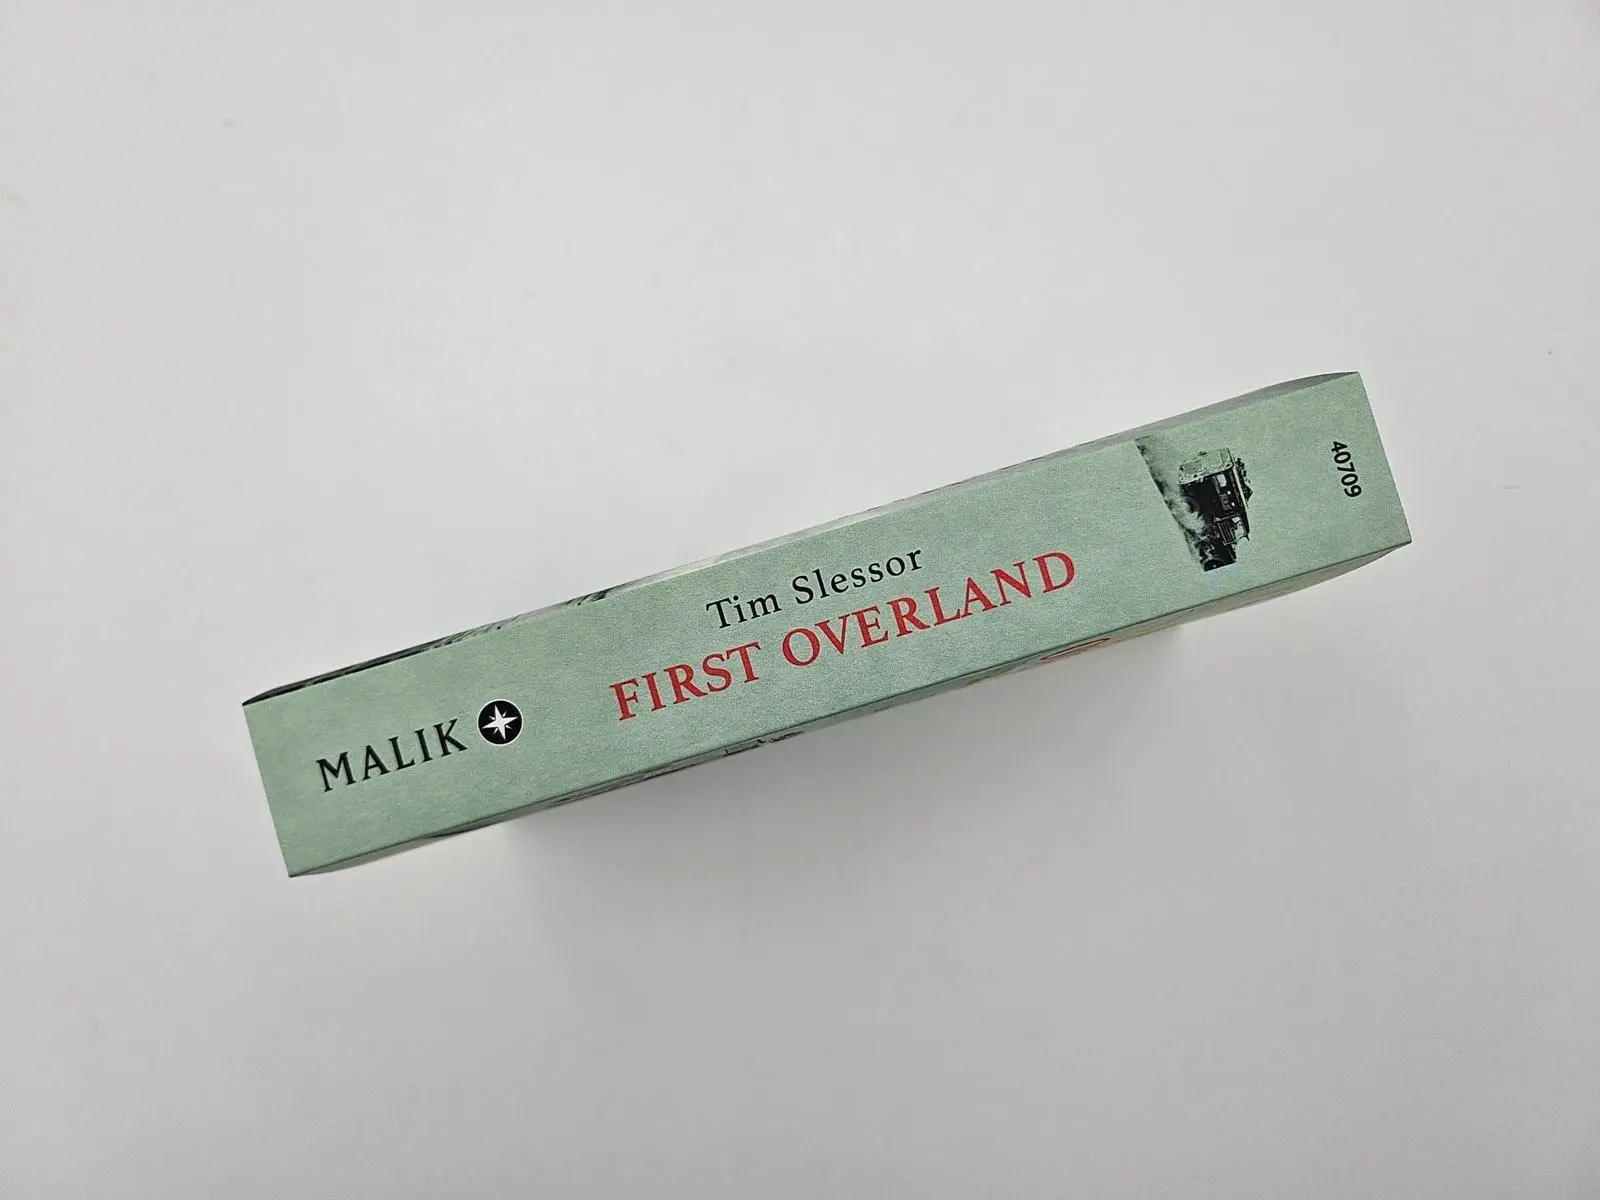 Tim Slessor
FIRST OVERLAND
MALIK
40709